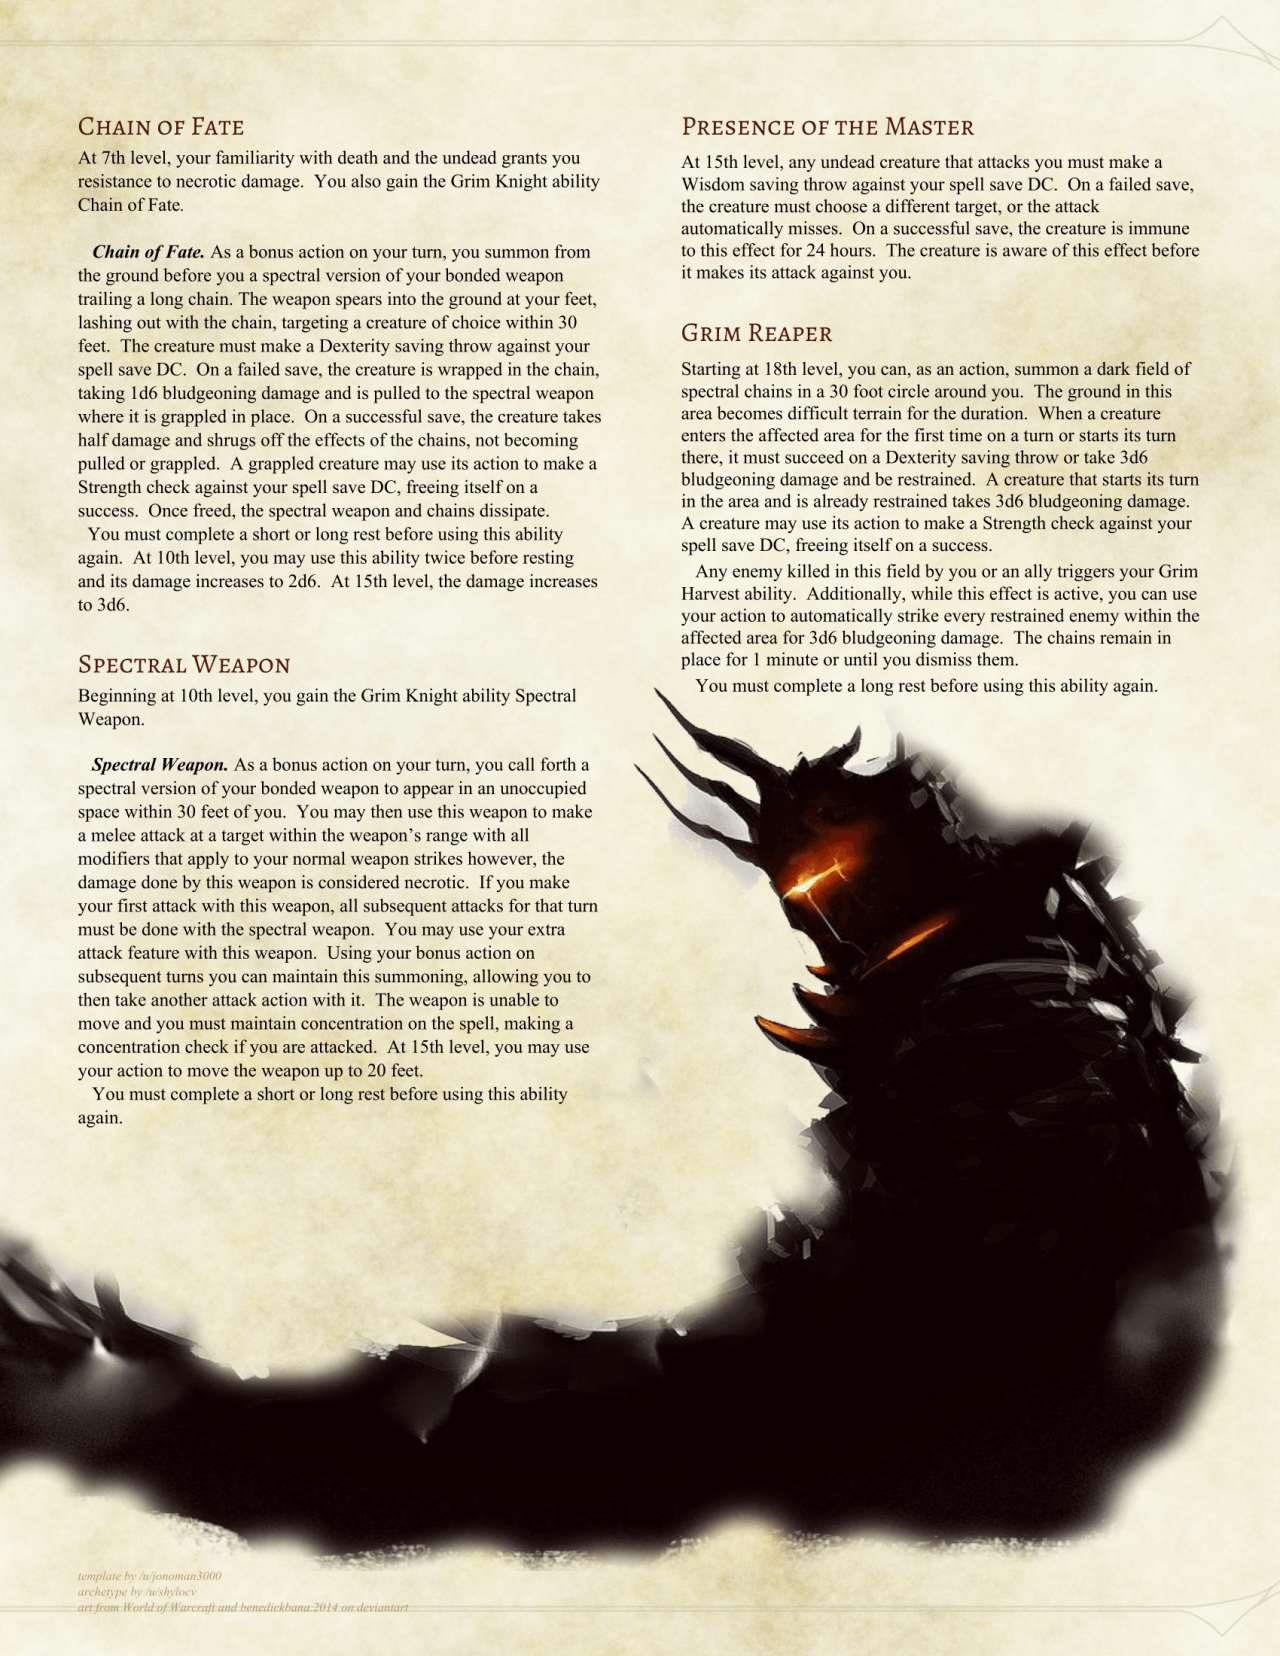 Chain of Fate
At 7th level, your familiarity with death and the undead grants you
resistance to necrotic damage.  You also gain the Grim Knight ability
Chain of Fate.
Chain of Fate. As a bonus action on your turn, you summon from
the ground before you a spectral version of your bonded weapon
trailing a long chain. The weapon spears into the ground at your feet,
lashing out with the chain, targeting a creature of choice within 30
feet.  The creature must make a Dexterity saving throw against your
spell save DC.  On a failed save, the creature is wrapped in the chain,
taking 1d6 bludgeoning damage and is pulled to the spectral weapon
where it is grappled in place.  On a successful save, the creature takes
half damage and shrugs off the effects of the chains, not becoming
pulled or grappled.  A grappled creature may use its action to make a
Strength check against your spell save DC, freeing itself on a
success.  Once freed, the spectral weapon and chains dissipate.
You must complete a short or long rest before using this ability
again.  At 10th level, you may use this ability twice before resting
and its damage increases to 2d6.  At 15th level, the damage increases
to 3d6.
Spectral Weapon
Beginning at 10th level, you gain the Grim Knight ability Spectral
Weapon.
Spectral Weapon. As a bonus action on your turn, you call forth a
spectral version of your bonded weapon to appear in an unoccupied
space within 30 feet of you.  You may then use this weapon to make
a melee attack at a target within the weapon's range with all
modifiers that apply to your normal weapon strikes however, the
damage done by this weapon is considered necrotic.  If you make
your first attack with this weapon, all subsequent attacks for that turn
must be done with the spectral weapon.  You may use your extra
attack feature with this weapon.  Using your bonus action on
subsequent turns you can maintain this summoning, allowing you to
then take another attack action with it.  The weapon is unable to
move and you must maintain concentration on the spell, making a
concentration check if you are attacked.  At 15th level, you may use
your action to move the weapon up to 20 feet.
You must complete a short or long rest before using this ability
again.
Presence of the Master
At 15th level, any undead creature that attacks you must make a
Wisdom saving throw against your spell save DC.  On a failed save,
the creature must choose a different target, or the attack
automatically misses.  On a successful save, the creature is immune
to this effect for 24 hours.  The creature is aware of this effect before
it makes its attack against you.
Grim Reaper
Starting at 18th level, you can, as an action, summon a dark field of
spectral chains in a 30 foot circle around you.  The ground in this
area becomes difficult terrain for the duration.  When a creature
enters the affected area for the first time on a turn or starts its turn
there, it must succeed on a Dexterity saving throw or take 3d6
bludgeoning damage and be restrained.  A creature that starts its turn
in the area and is already restrained takes 3d6 bludgeoning damage.
A creature may use its action to make a Strength check against your
spell save DC, freeing itself on a success.
Any enemy killed in this field by you or an ally triggers your Grim
Harvest ability.  Additionally, while this effect is active, you can use
your action to automatically strike every restrained enemy within the
affected area for 3d6 bludgeoning damage.  The chains remain in
place for 1 minute or until you dismiss them.
You must complete a long rest before using this ability again.
template by /u/jonoman3000
archetype by /u/shylocv
art from World of Warcraft and benedickbana.2014 on deviantart